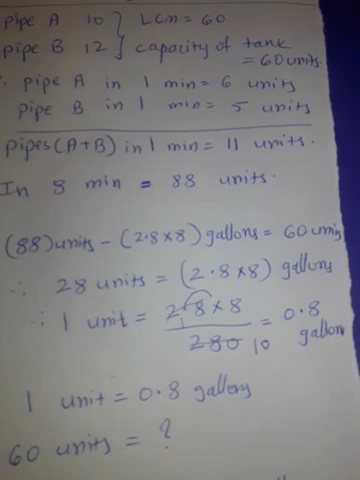 pipe A 10 } LCM = 60
pipe B 12 } capacity of tank
= 60 units.
∴ pipe A in 1 min = 6 units
pipe B in 1 min = 5 units
pipes (A+B) in 1 min = 11 units.
In 8 min = 88 units.
(88) units - (2.8×8) gallons = 60 units
∴ 28 units = (2.8×8) gallons
∴ 1 unit = 2.8×8 / 280 10 = 0.8 gallon
1 unit = 0.8 gallons
60 units = ?